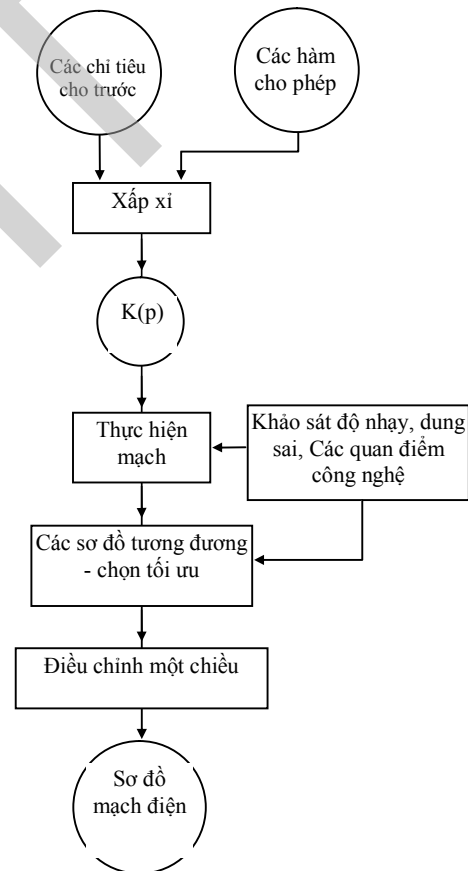 Các chỉ tiêu
cho trước
Các hàm
cho phép
Xấp xỉ
K(p)
Thực hiện
mạch
Khảo sát độ nhạy, dung
sai, Các quan điểm
công nghệ
Các sơ đồ tương đương
- chọn tối ưu
Điều chỉnh một chiều
Sơ đồ
mạch điện